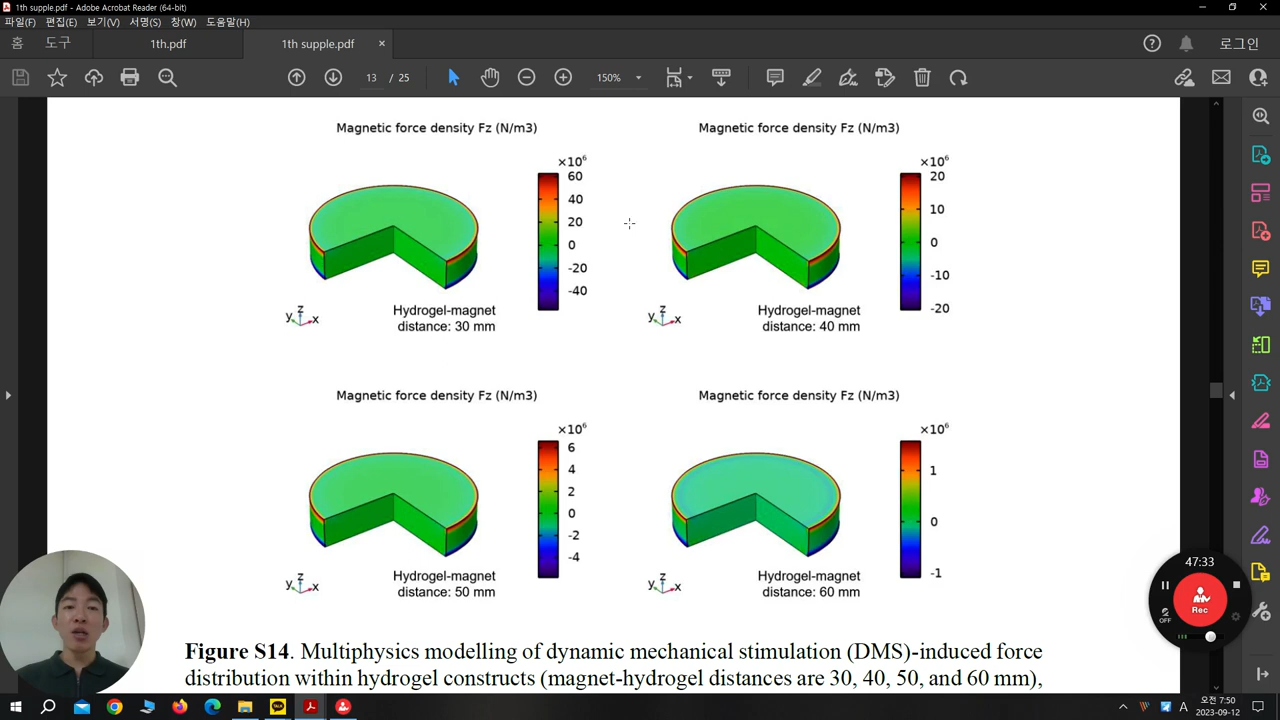 1th supple.pdf - Adobe Acrobat Reader (64-bit)
파일(F) 편집(E) 보기(V) 서명(S) 창(W) 도움말(H)
홈 도구 1th.pdf 1th supple.pdf × 로그인
13 / 25 150%
Magnetic force density Fz (N/m3) Magnetic force density Fz (N/m3)
×10⁶ ×10⁶
60 20
40 10
20 0
0 -10
-20 -20
-40
z z
y x y x
Hydrogel-magnet Hydrogel-magnet
distance: 30 mm distance: 40 mm
Magnetic force density Fz (N/m3) Magnetic force density Fz (N/m3)
×10⁶ ×10⁶
6 1
4 0
2 -1
0
-2
-4
z z
y x y x
Hydrogel-magnet Hydrogel-magnet
distance: 50 mm distance: 60 mm
47:33
Rec
OFF
Figure S14. Multiphysics modelling of dynamic mechanical stimulation (DMS)-induced force
distribution within hydrogel constructs (magnet-hydrogel distances are 30, 40, 50, and 60 mm),
TALK
A
오전 7:50
2023-09-12